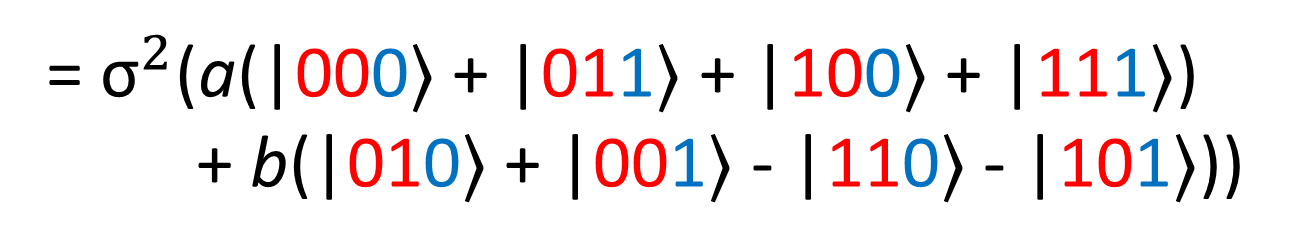 = σ²(a(|000⟩ + |011⟩ + |100⟩ + |111⟩)
+ b(|010⟩ + |001⟩ - |110⟩ - |101⟩))